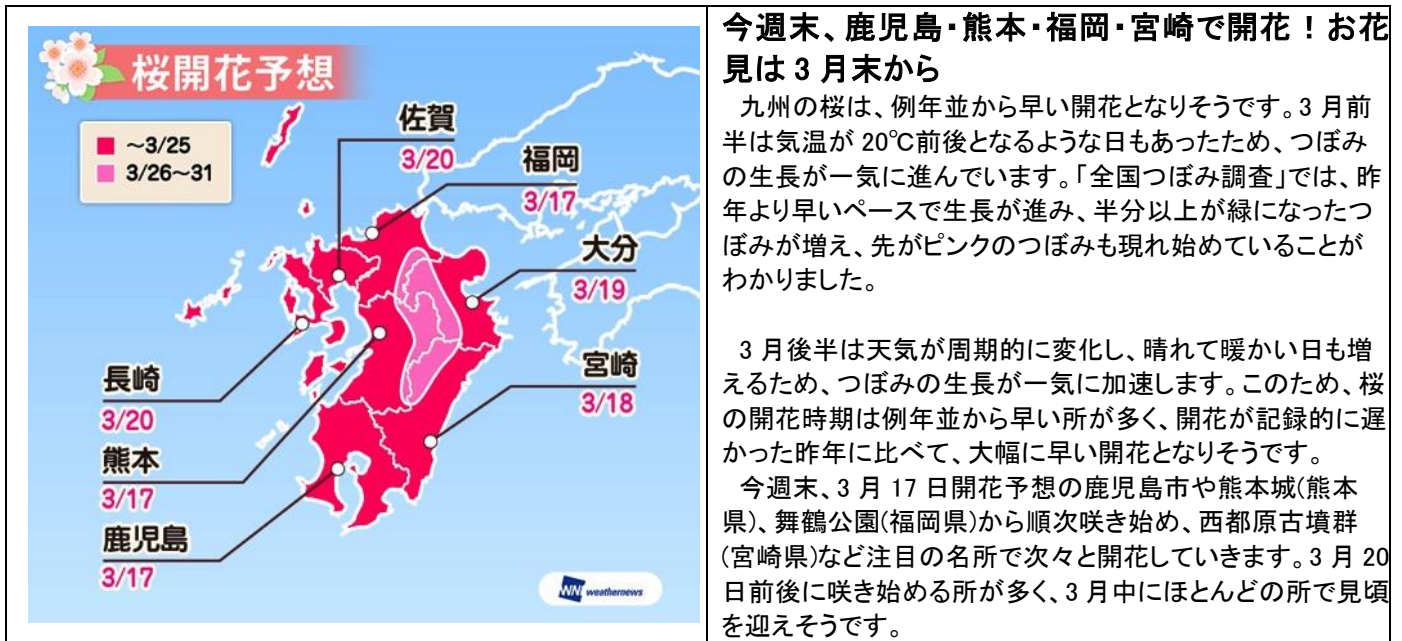 桜開花予想
～3/25
3/26～31
佐賀
3/20
福岡
3/17
大分
3/19
宮崎
3/18
長崎
3/20
熊本
3/17
鹿児島
3/17
WN weathernews
今週末、鹿児島・熊本・福岡・宮崎で開花！お花
見は 3 月末から
九州の桜は、例年並から早い開花となりそうです。3 月前
半は気温が 20℃前後となるような日もあったため、つぼみ
の生長が一気に進んでいます。「全国つぼみ調査」では、昨
年より早いペースで生長が進み、半分以上が緑になったつ
ぼみが増え、先がピンクのつぼみも現れ始めていることが
わかりました。
3 月後半は天気が周期的に変化し、晴れて暖かい日も増
えるため、つぼみの生長が一気に加速します。このため、桜
の開花時期は例年並から早い所が多く、開花が記録的に遅
かった昨年に比べて、大幅に早い開花となりそうです。
今週末、3 月 17 日開花予想の鹿児島市や熊本城(熊本
県)、舞鶴公園(福岡県)から順次咲き始め、西都原古墳群
(宮崎県)など注目の名所で次々と開花していきます。3 月 20
日前後に咲き始める所が多く、3 月中にほとんどの所で見頃
を迎えそうです。